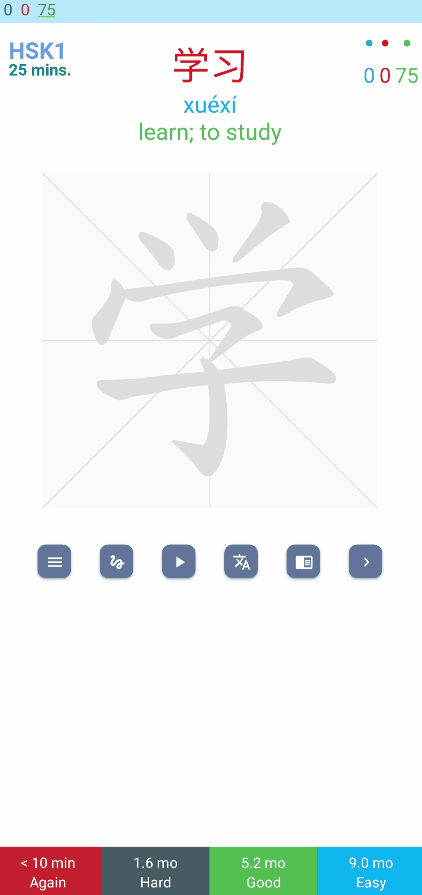 0 0 75
HSK1
25 mins.
学习
xuéxí
learn; to study
0 0 75
学
< 10 min
Again
1.6 mo
Hard
5.2 mo
Good
9.0 mo
Easy